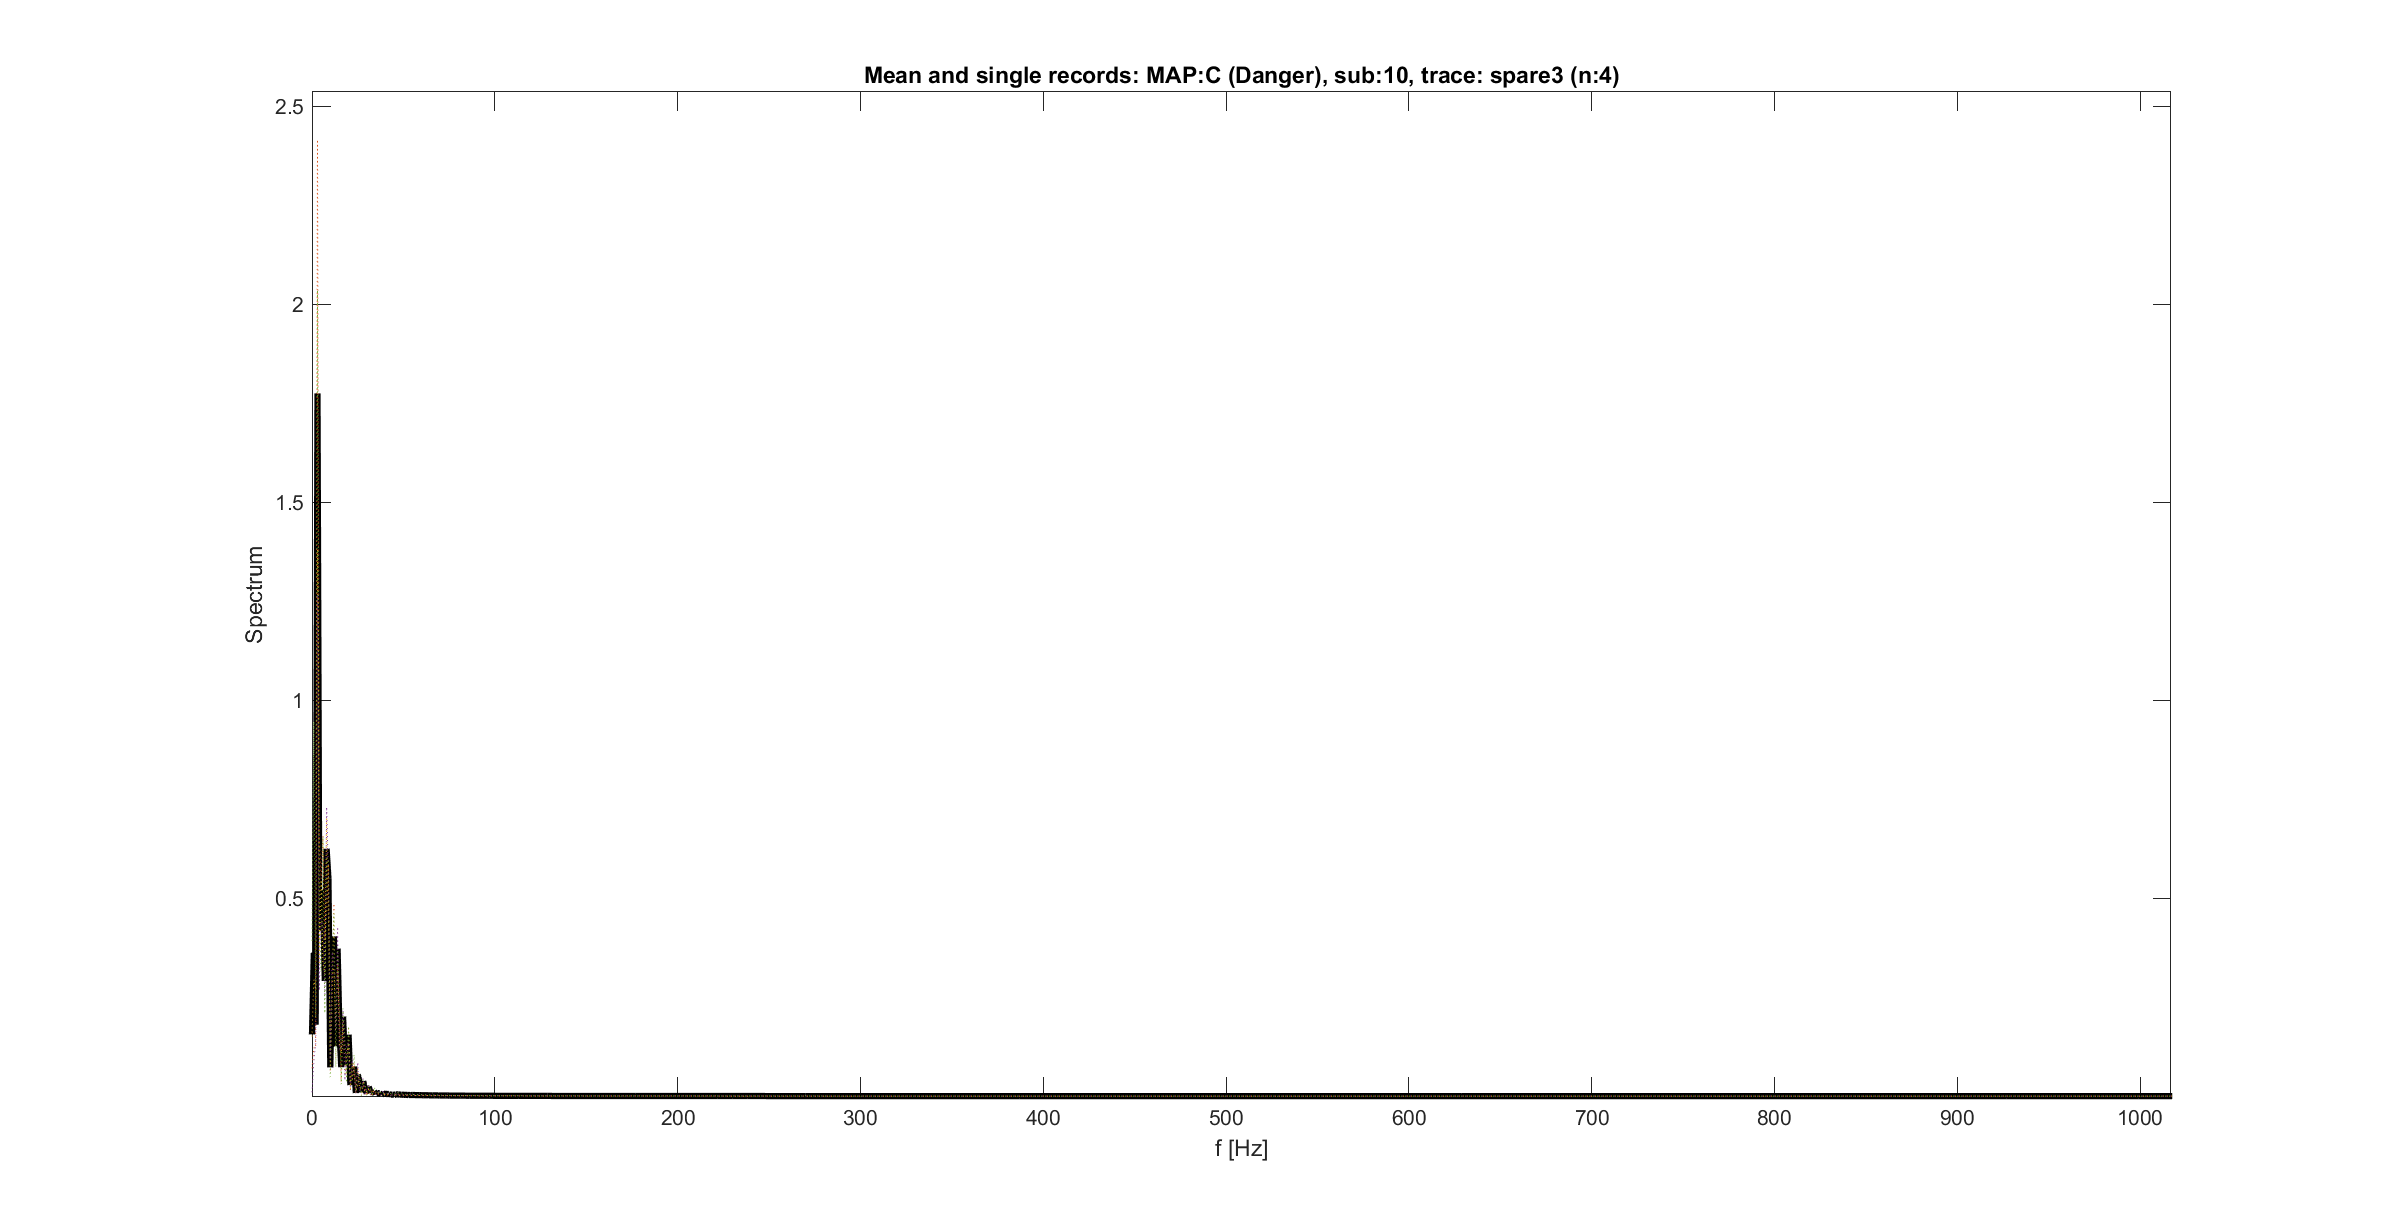 Mean and single records: MAP:C (Danger), sub:10, trace: spare3 (n:4)
2.5
2
1.5
1
0.5
Spectrum
0 100 200 300 400 500 600 700 800 900 1000
f [Hz]